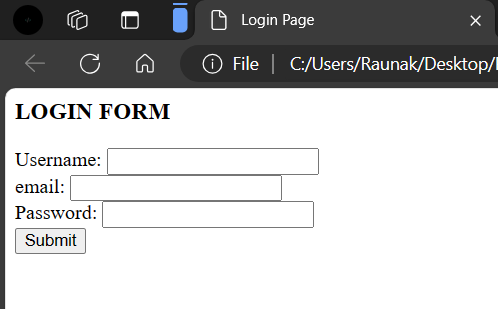 Login Page
File | C:/Users/Raunak/Desktop/
LOGIN FORM
Username:
email:
Password:
Submit